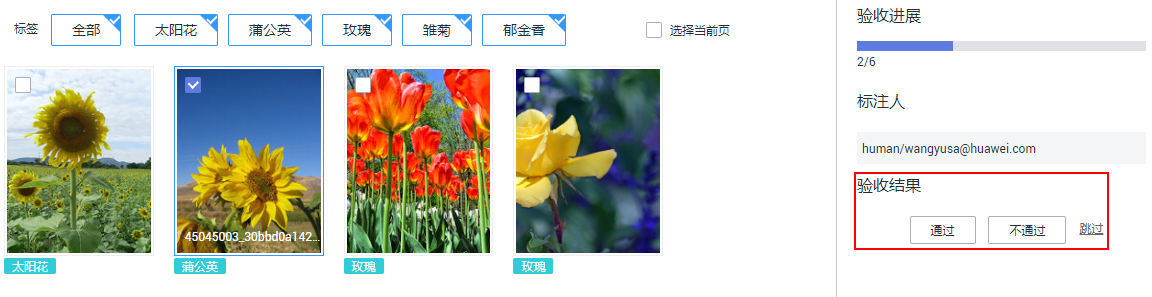 标签 全部 太阳花 蒲公英 玫瑰 雏菊 郁金香 选择当前页
45045003_30bbd0a142...
太阳花 蒲公英 玫瑰 玫瑰
验收进展
2/6
标注人
human/wangyusa@huawei.com
验收结果
通过 不通过 跳过